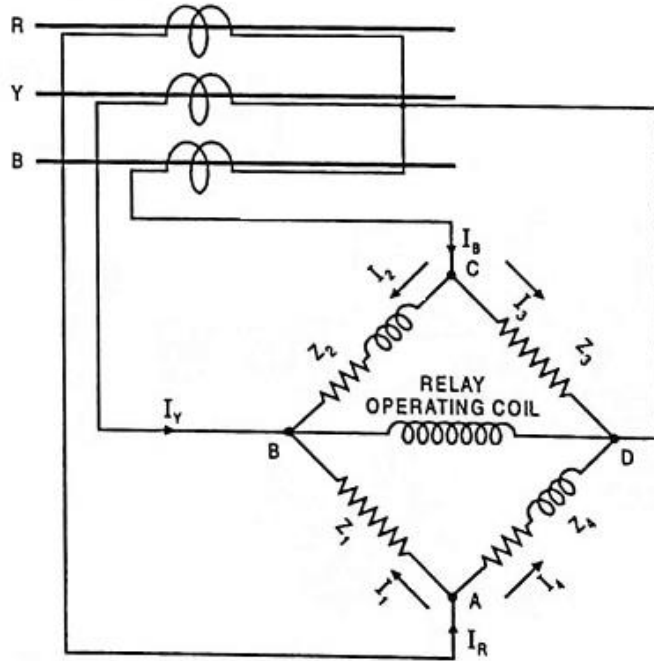 R
Y
B
I_B
C
I_2
I_3
Z_2
Z_3
RELAY
OPERATING COIL
I_Y
B
D
Z_1
Z_4
I_1
A
I_4
I_R